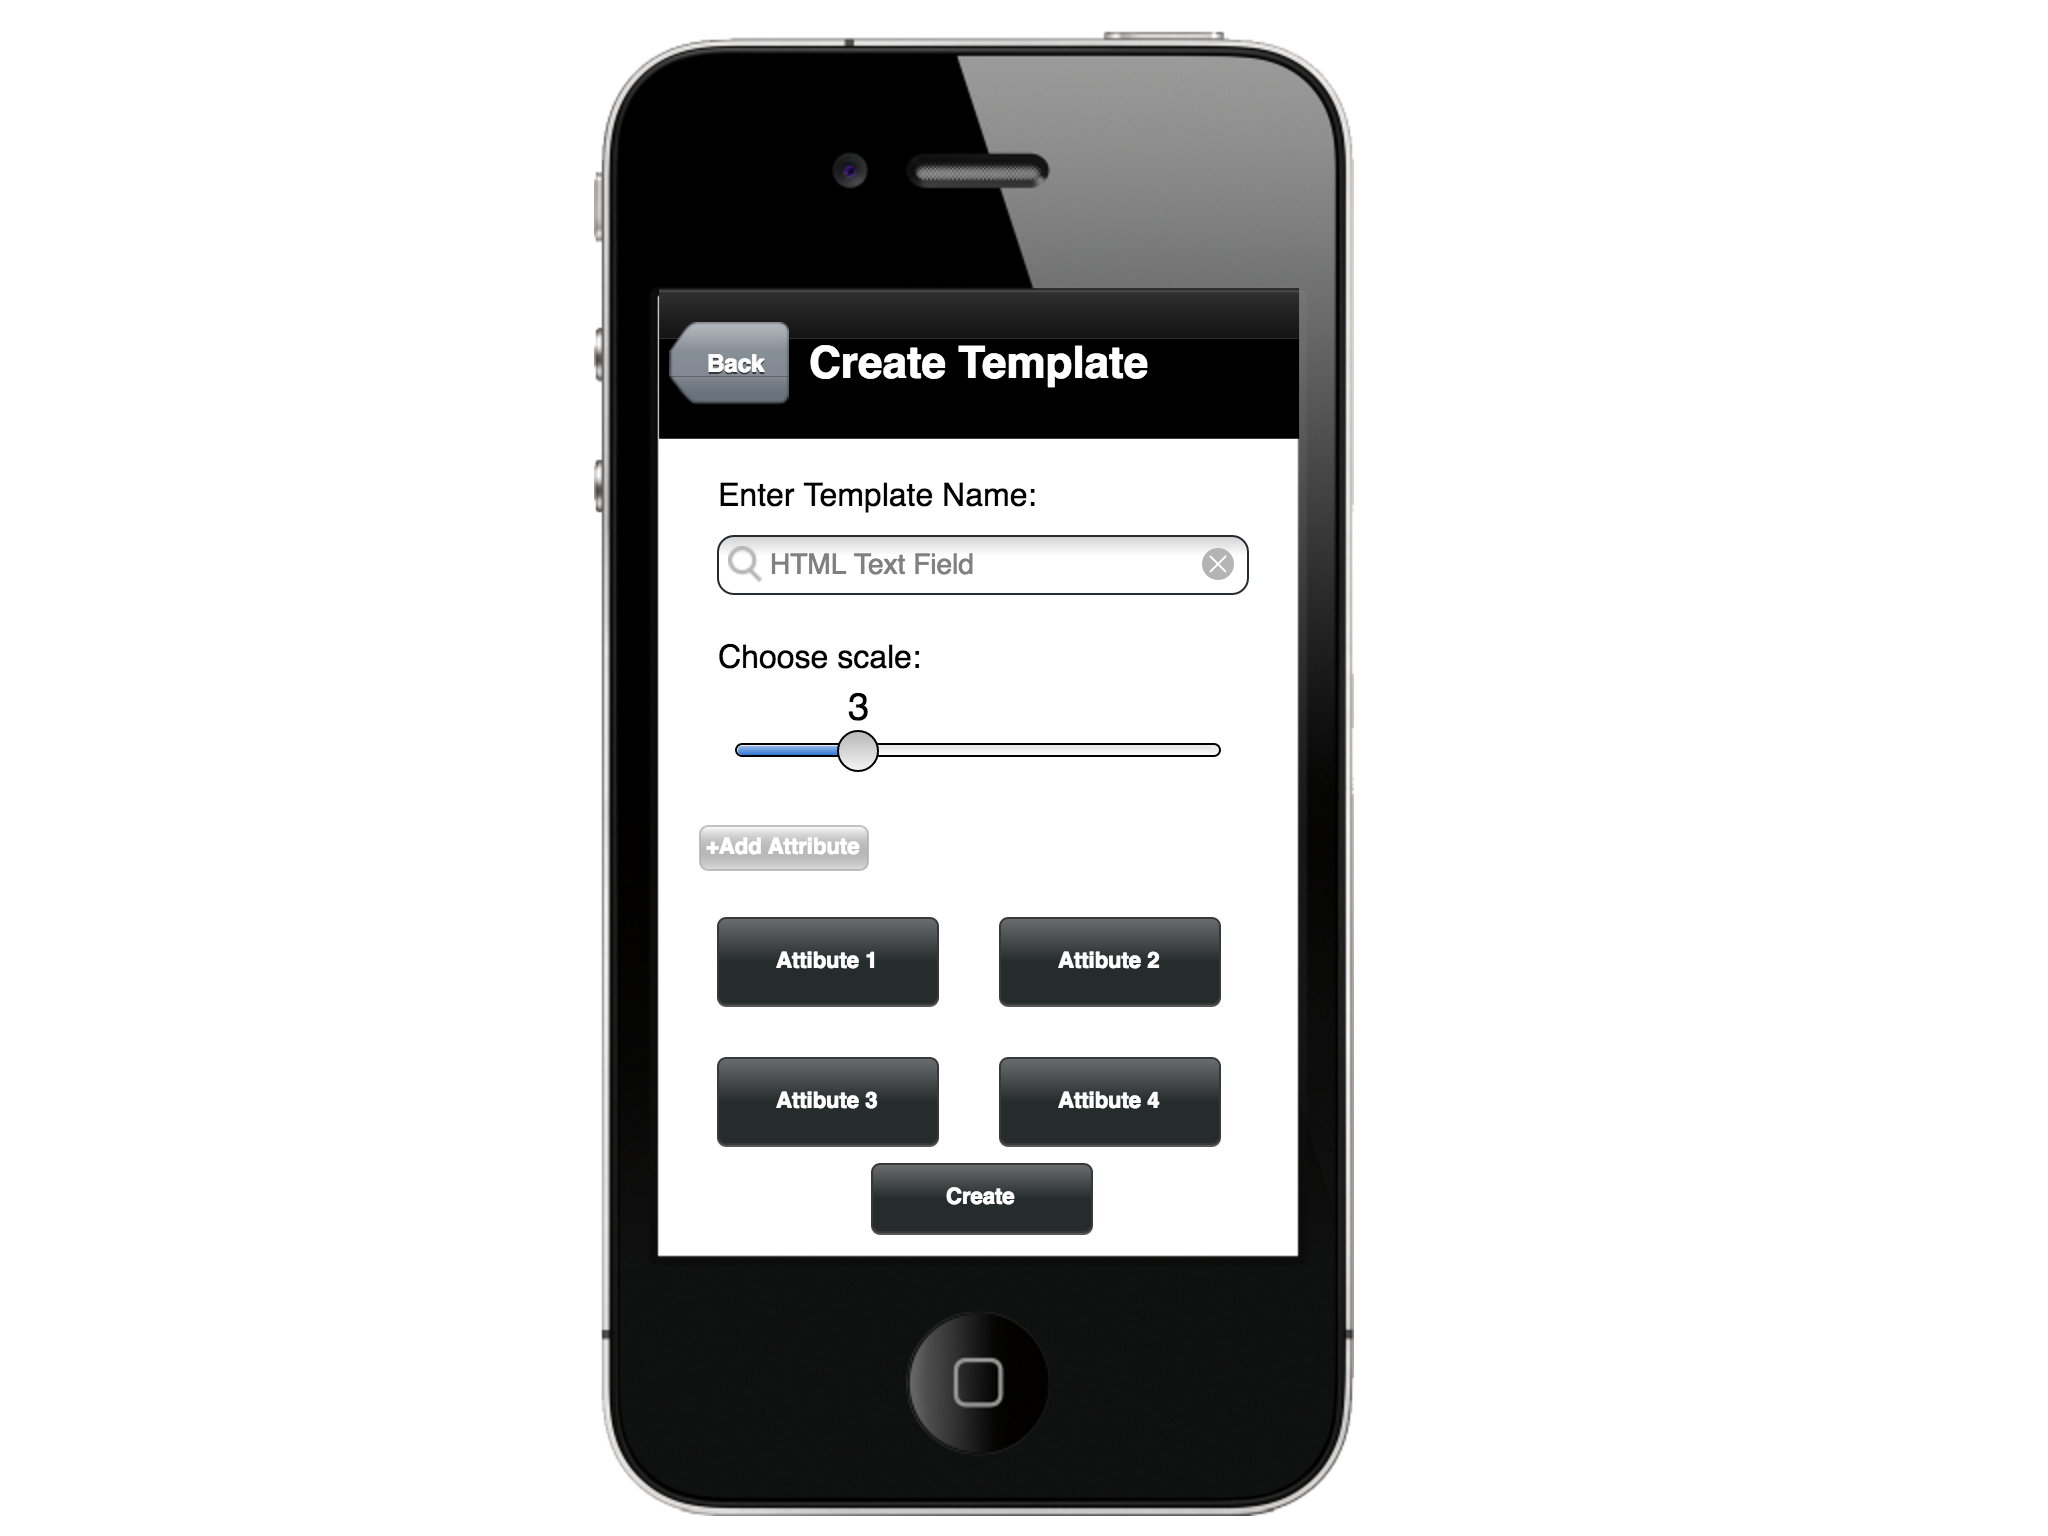 Back
Create Template
Enter Template Name:
HTML Text Field
Choose scale:
3
+Add Attribute
Attibute 1
Attibute 2
Attibute 3
Attibute 4
Create